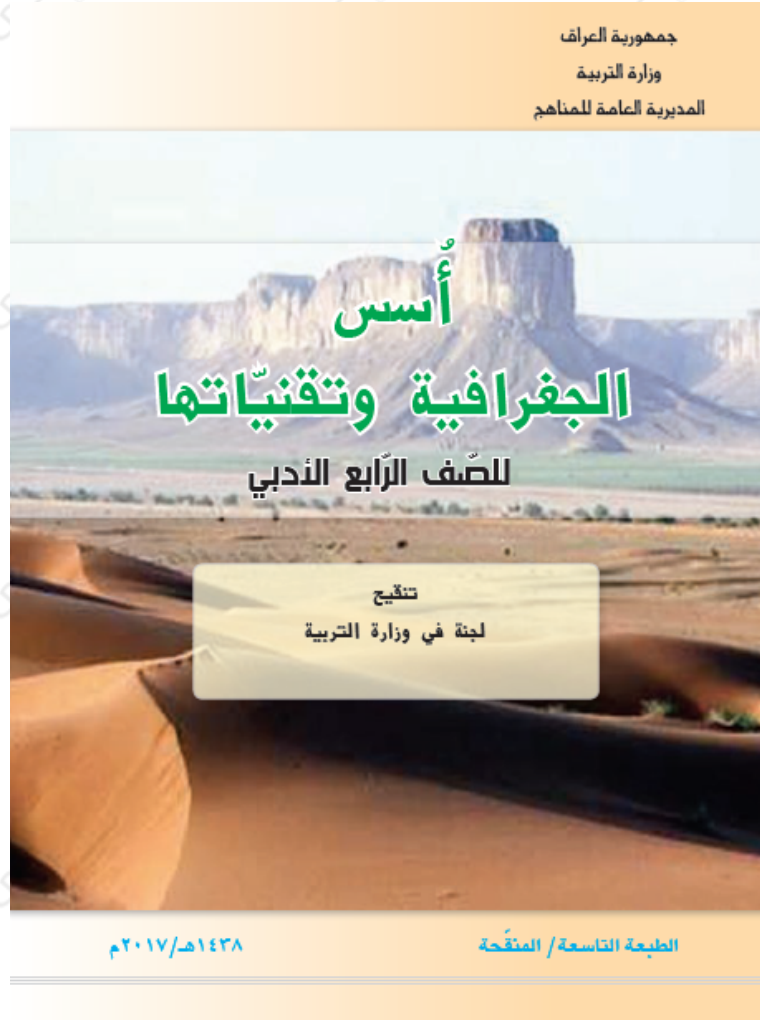 جمهورية العراق
وزارة التربية
المديرية العامة للمناهج
أُسس
الجغرافية وتقنيّاتها
للصّف الرّابع الأدبي
تنقيح
لجنة في وزارة التربية
الطبعة التاسعة/ المنقّحة
١٤٣٨هـ/٢٠١٧م